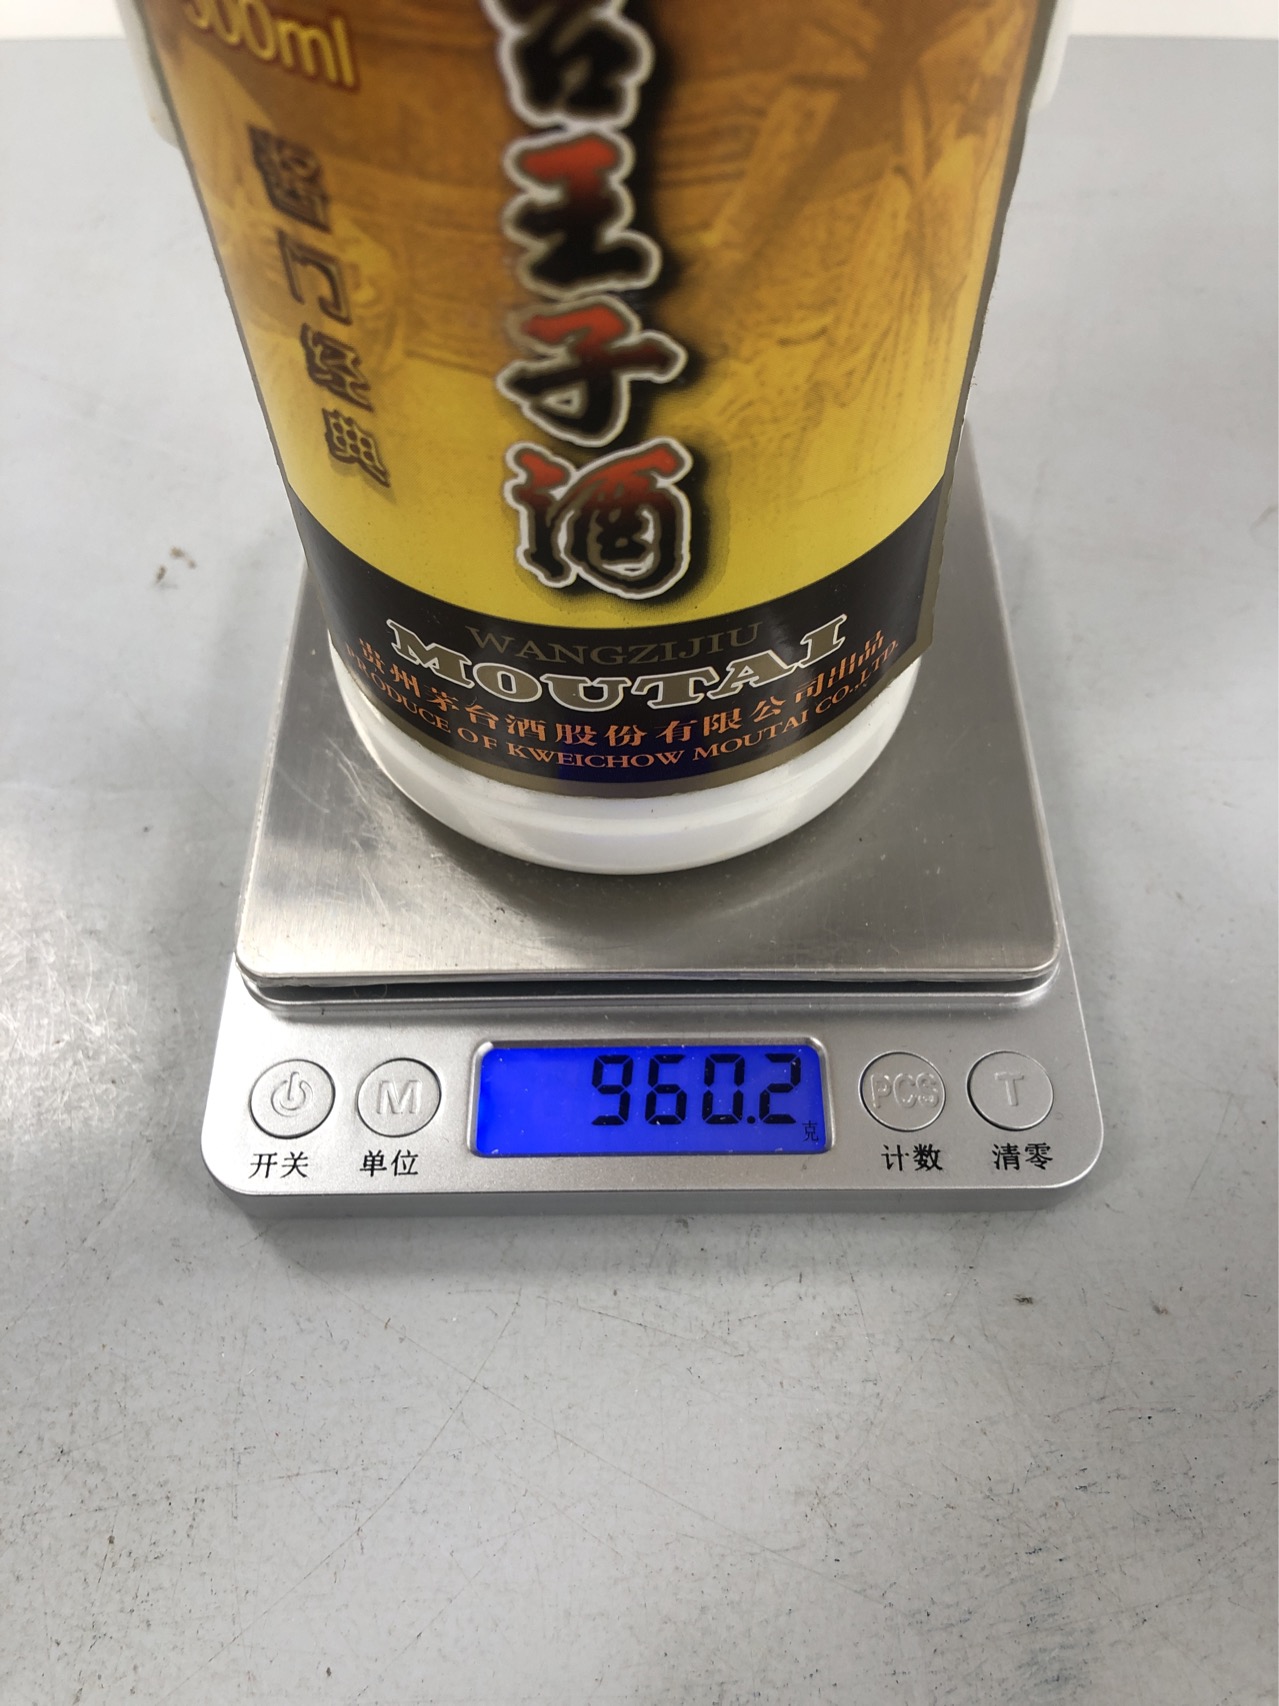 500ml
台王子酒
酱门经典
WANGZIJIU
MOUTAI
贵州茅台酒股份有限公司出品
PRODUCE OF KWEICHOW MOUTAI CO.,LTD.
960.2
克
M
PCS
T
开关
单位
计数
清零